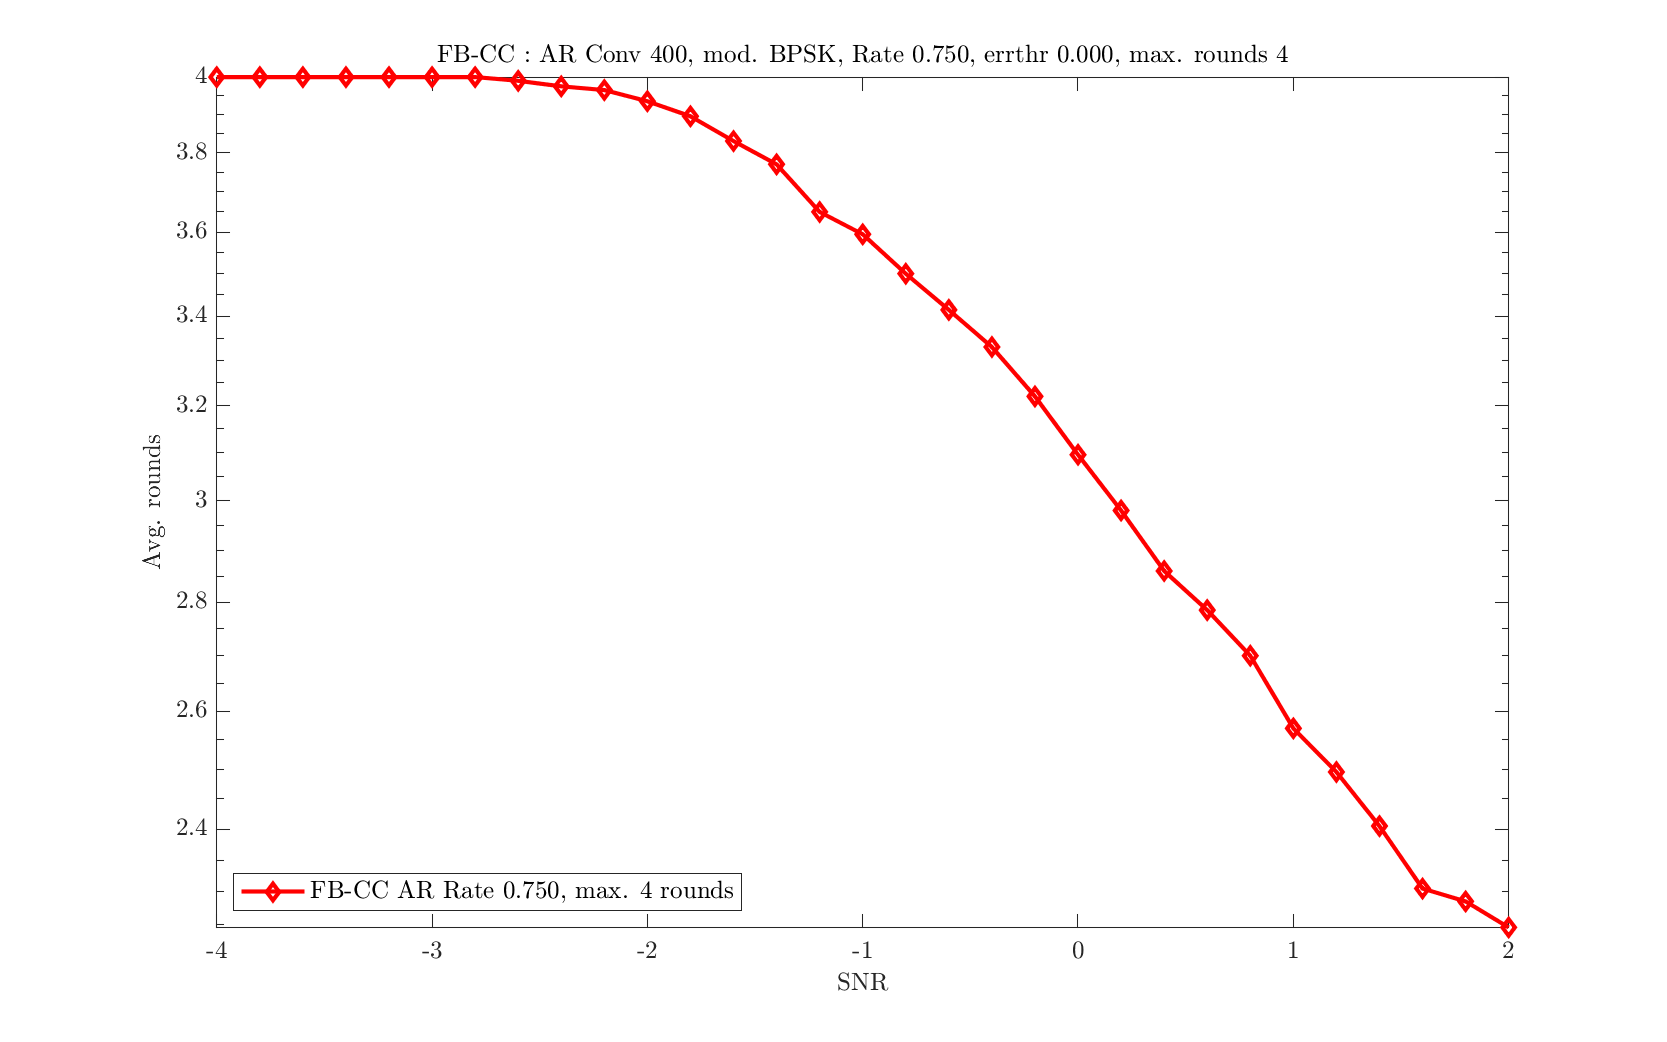 FB-CC : AR Conv 400, mod. BPSK, Rate 0.750, errthr 0.000, max. rounds 4
4
3.8
3.6
3.4
3.2
3
2.8
2.6
2.4
Avg. rounds
FB-CC AR Rate 0.750, max. 4 rounds
-4 -3 -2 -1 0 1 2
SNR